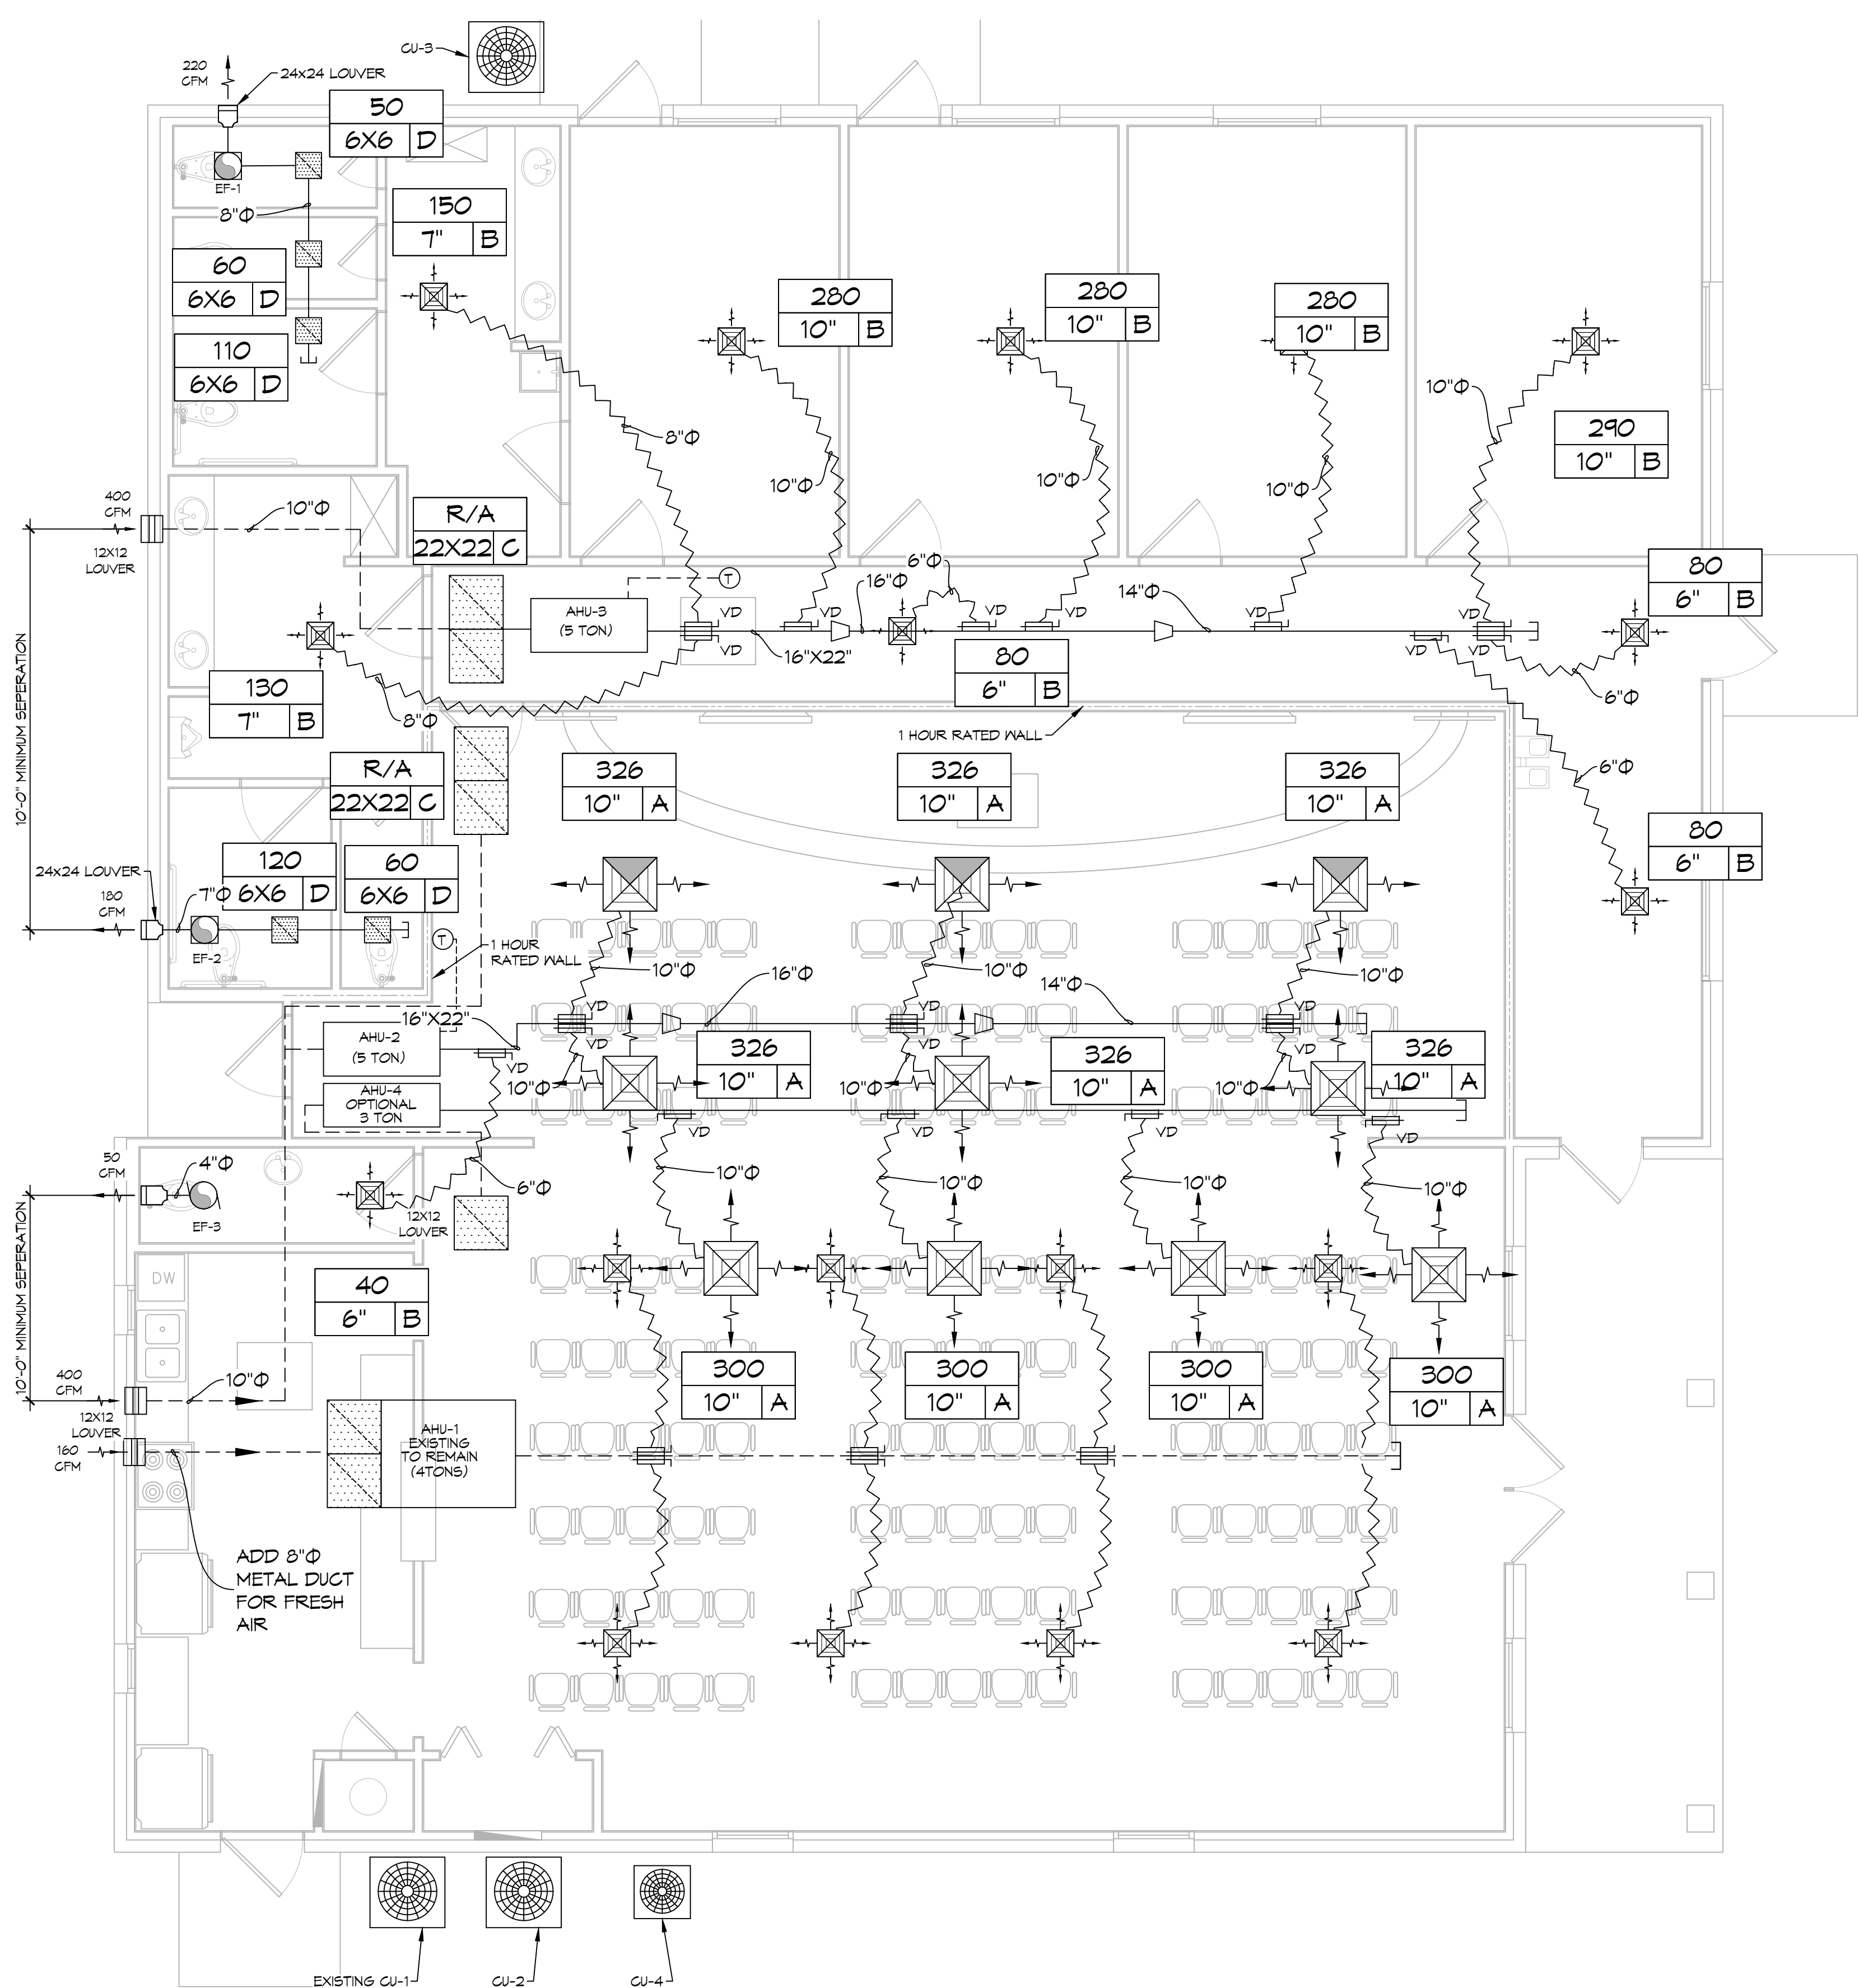 CU-3
220
CFM
24x24 LOUVER
50
6X6 D
EF-1
8"Φ
150
7" B
60
6X6 D
110
6X6 D
280
10" B
280
10" B
280
10" B
290
10" B
8"Φ
10"Φ
10"Φ
10"Φ
10"Φ
400
CFM
12X12
LOUVER
10"Φ
R/A
22X22 C
AHU-3
(5 TON)
T
VD
VD
VD
16"X22"
16"Φ
6"Φ
VD
VD
14"Φ
VD
VD
VD
VD
80
6" B
80
6" B
6"Φ
10'-0" MINIMUM SEPERATION
130
7" B
8"Φ
1 HOUR RATED WALL
R/A
22X22 C
326
10" A
326
10" A
326
10" A
6"Φ
80
6" B
24x24 LOUVER
180
CFM
7"Φ
120
6X6 D
60
6X6 D
EF-2
T
1 HOUR
RATED WALL
10"Φ
10"Φ
10"Φ
16"Φ
14"Φ
16"X22"
VD
VD
VD
VD
VD
VD
AHU-2
(5 TON)
VD
326
10" A
326
10" A
326
10" A
10"Φ
10"Φ
10"Φ
AHU-4
OPTIONAL
3 TON
VD
VD
VD
VD
10"Φ
10"Φ
10"Φ
10"Φ
50
CFM
4"Φ
EF-3
6"Φ
12X12
LOUVER
10'-0" MINIMUM SEPERATION
DW
40
6" B
300
10" A
300
10" A
300
10" A
300
10" A
400
CFM
10"Φ
12X12
LOUVER
160
CFM
AHU-1
EXISTING
TO REMAIN
(4TONS)
ADD 8"Φ
METAL DUCT
FOR FRESH
AIR
EXISTING CU-1
CU-2
CU-4